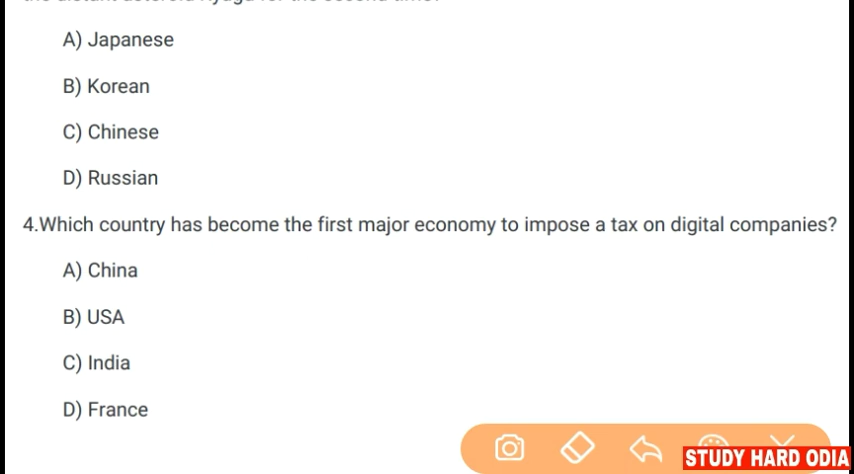 A) Japanese
B) Korean
C) Chinese
D) Russian
4.Which country has become the first major economy to impose a tax on digital companies?
A) China
B) USA
C) India
D) France
STUDY HARD ODIA